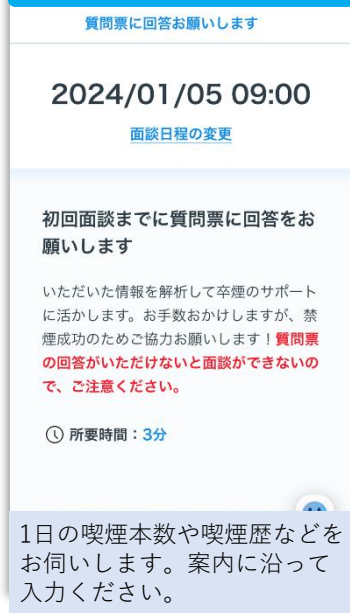 質問票に回答お願いします
2024/01/05 09:00
面談日程の変更
初回面談までに質問票に回答をお
願いします
いただいた情報を解析して卒煙のサポート
に活かします。お手数おかけしますが、禁
煙成功のためご協力お願いします！質問票
の回答がいただけないと面談ができないの
で、ご注意ください。
所要時間：3分
1日の喫煙本数や喫煙歴などを
お伺いします。案内に沿って
入力ください。